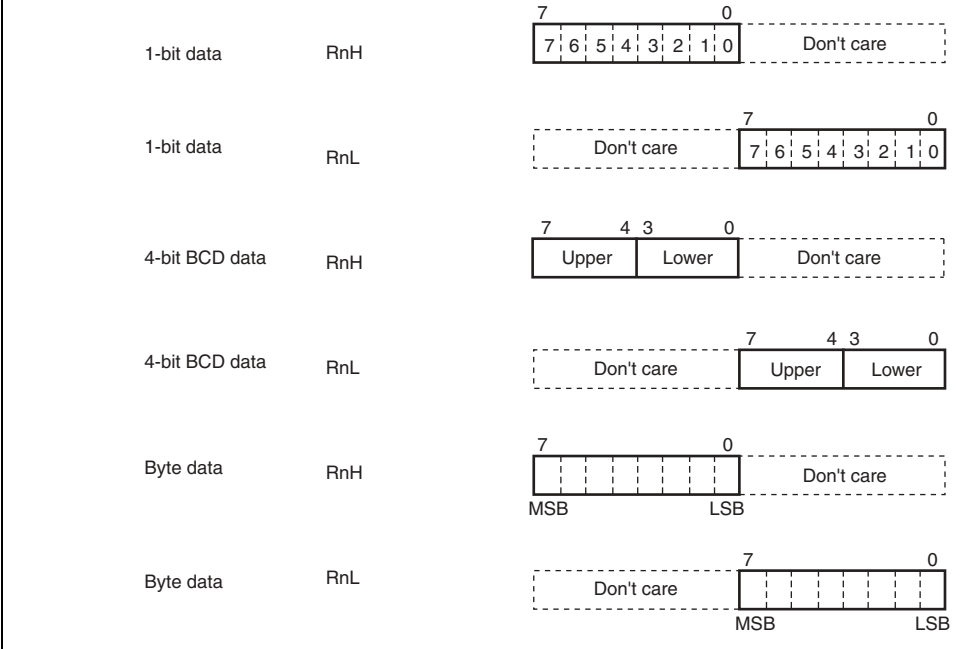 7 0
1-bit data RnH 7 6 5 4 3 2 1 0 Don't care
7 0
1-bit data RnL Don't care 7 6 5 4 3 2 1 0
7 4 3 0
4-bit BCD data RnH Upper Lower Don't care
7 4 3 0
4-bit BCD data RnL Don't care Upper Lower
7 0
Byte data RnH Don't care
MSB LSB
7 0
Byte data RnL Don't care
MSB LSB